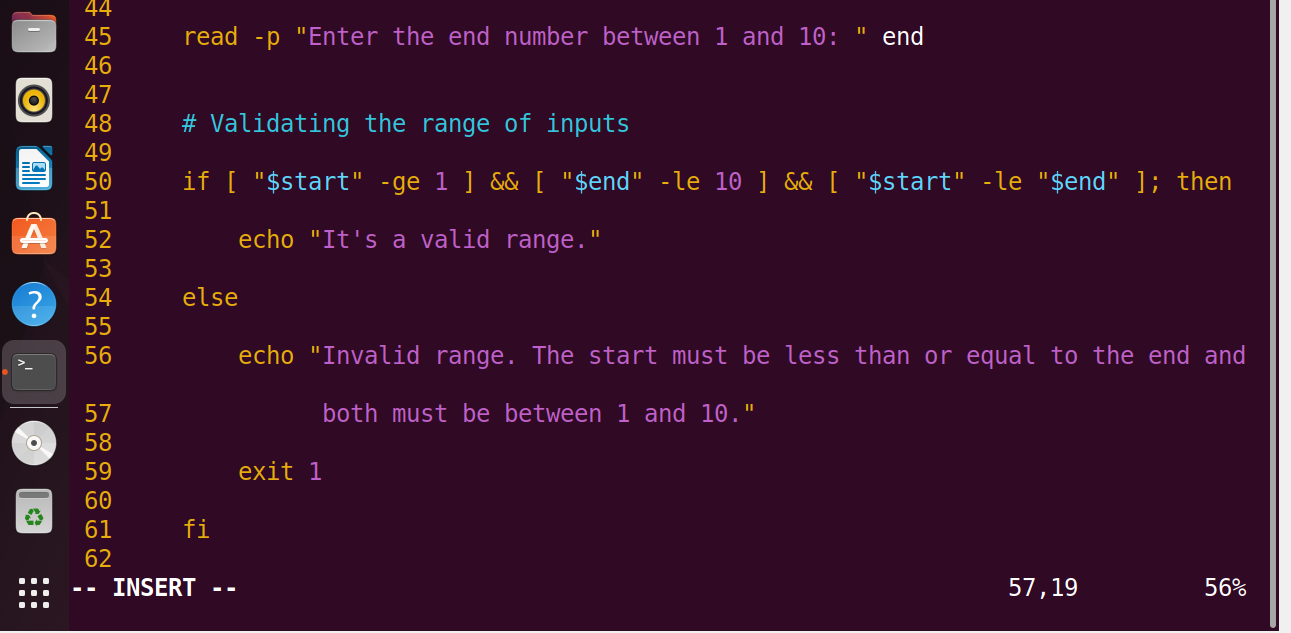 44
45     read -p "Enter the end number between 1 and 10: " end
46
47
48     # Validating the range of inputs
49
50     if [ "$start" -ge 1 ] && [ "$end" -le 10 ] && [ "$start" -le "$end" ]; then
51
52         echo "It's a valid range."
53
54     else
55
56         echo "Invalid range. The start must be less than or equal to the end and
57               both must be between 1 and 10."
58
59         exit 1
60
61     fi
62
-- INSERT -- 57,19 56%